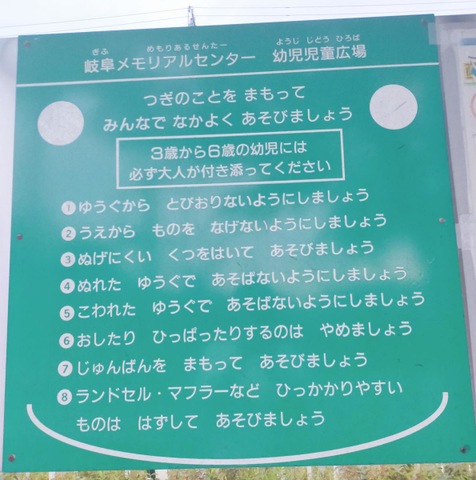 ぎふ めもりあるせんたー ようじ じどう ひろば
岐阜メモリアルセンター 幼児児童広場
つぎのことを まもって
みんなで なかよく あそびましょう
3歳から6歳の幼児には
必ず大人が付き添ってください
❶ゆうぐから とびおりないようにしましょう
❷うえから ものを なげないようにしましょう
❸ぬげにくい くつをはいて あそびましょう
❹ぬれた ゆうぐで あそばないようにしましょう
❺こわれた ゆうぐで あそばないようにしましょう
❻おしたり ひっぱったりするのは やめましょう
❼じゅんばんを まもって あそびましょう
❽ランドセル・マフラーなど ひっかかりやすい
ものは はずして あそびましょう